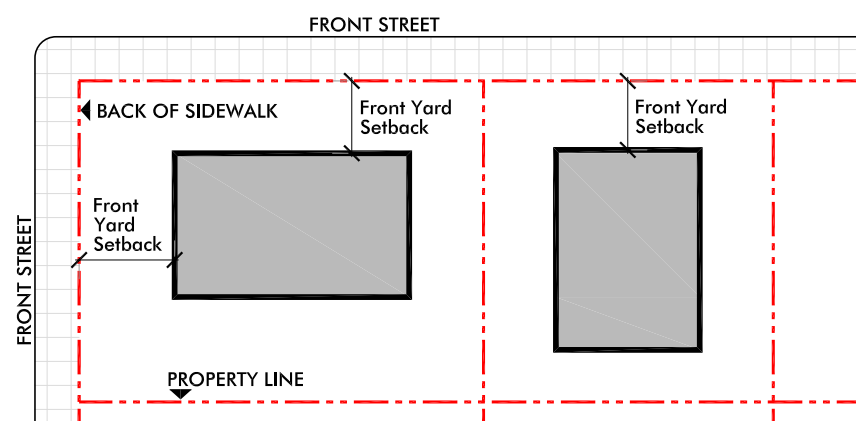 FRONT STREET
BACK OF SIDEWALK
Front Yard
Setback
Front Yard
Setback
Front
Yard
Setback
FRONT STREET
PROPERTY LINE